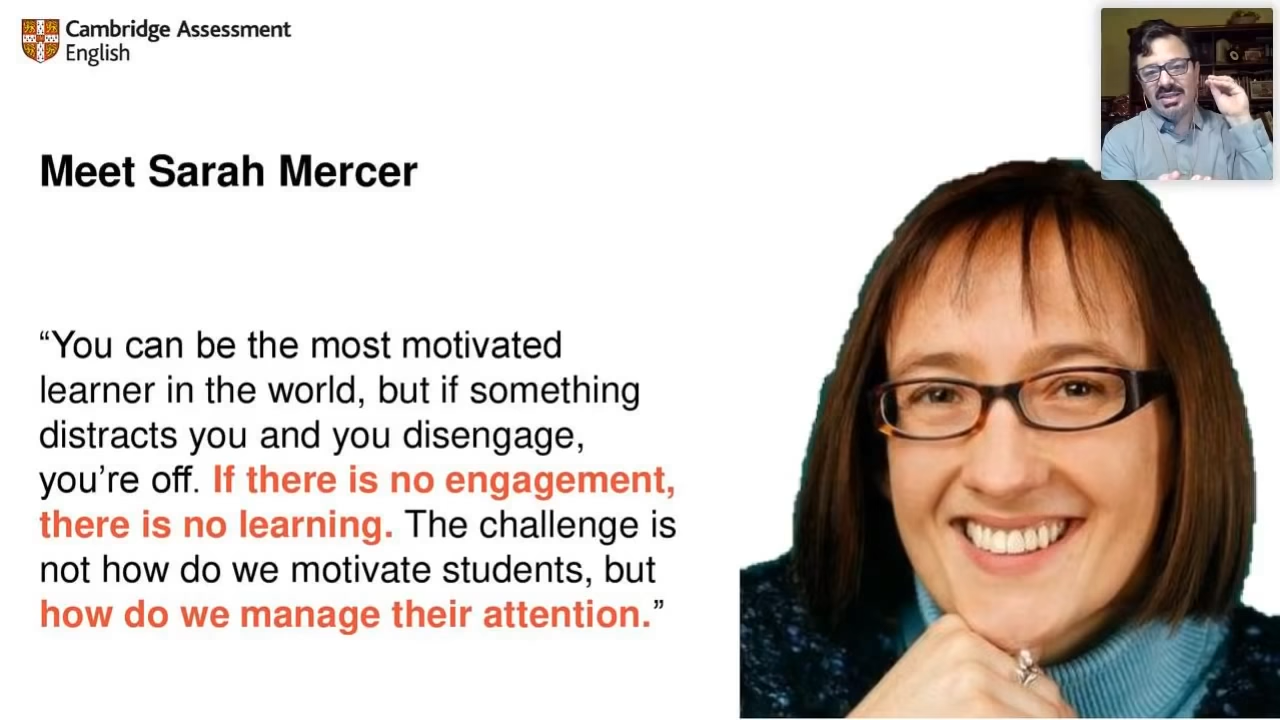 Cambridge Assessment
English
Meet Sarah Mercer
“You can be the most motivated
learner in the world, but if something
distracts you and you disengage,
you’re off. If there is no engagement,
there is no learning. The challenge is
not how do we motivate students, but
how do we manage their attention.”